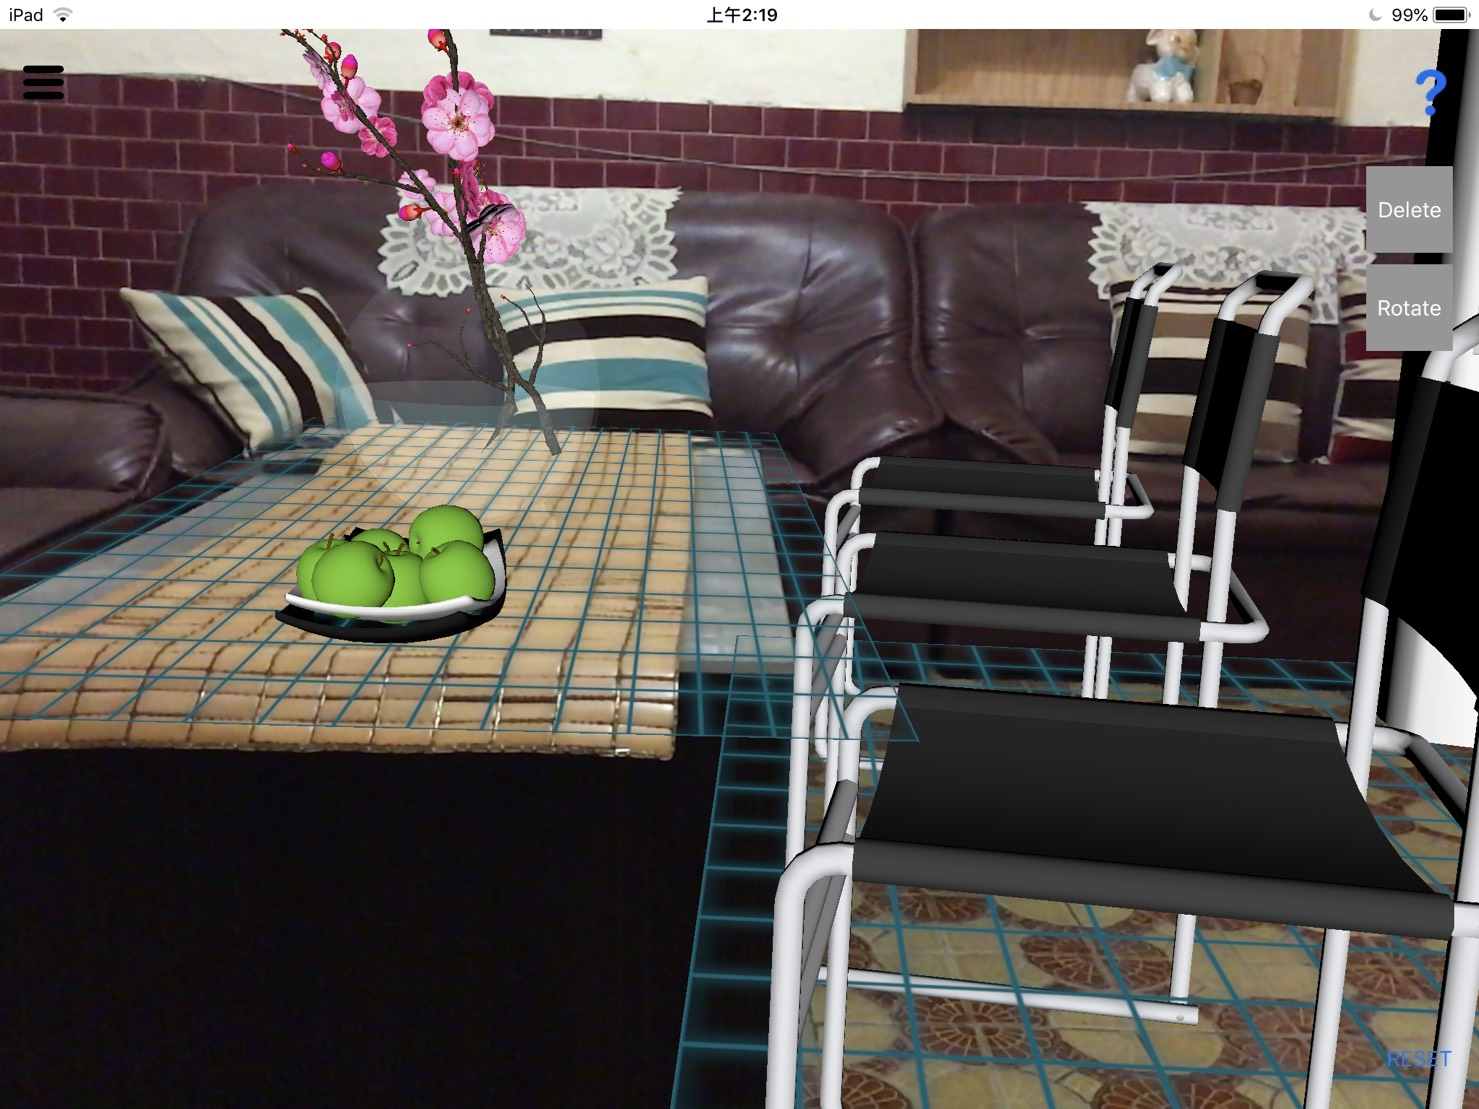 iPad
上午2:19
99%
?
Delete
Rotate
RESET